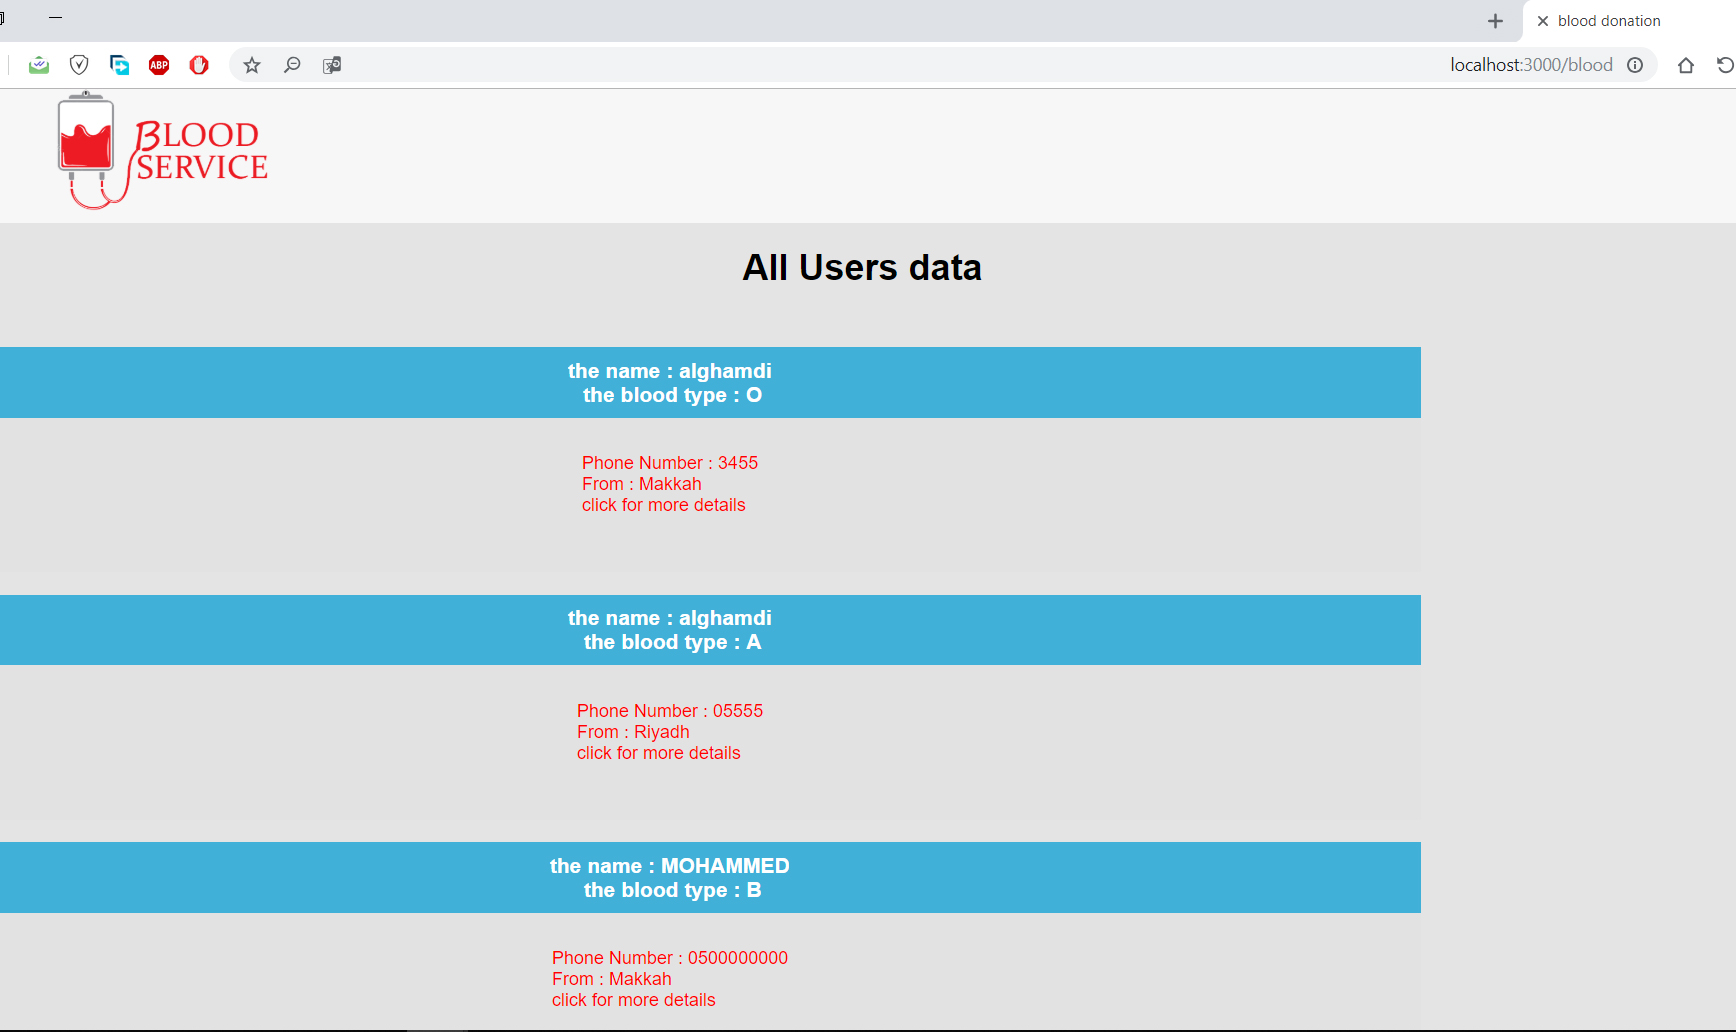 blood donation
ABP
localhost:3000/blood
BLOOD
SERVICE
All Users data
the name : alghamdi
the blood type : O
Phone Number : 3455
From : Makkah
click for more details
the name : alghamdi
the blood type : A
Phone Number : 05555
From : Riyadh
click for more details
the name : MOHAMMED
the blood type : B
Phone Number : 0500000000
From : Makkah
click for more details